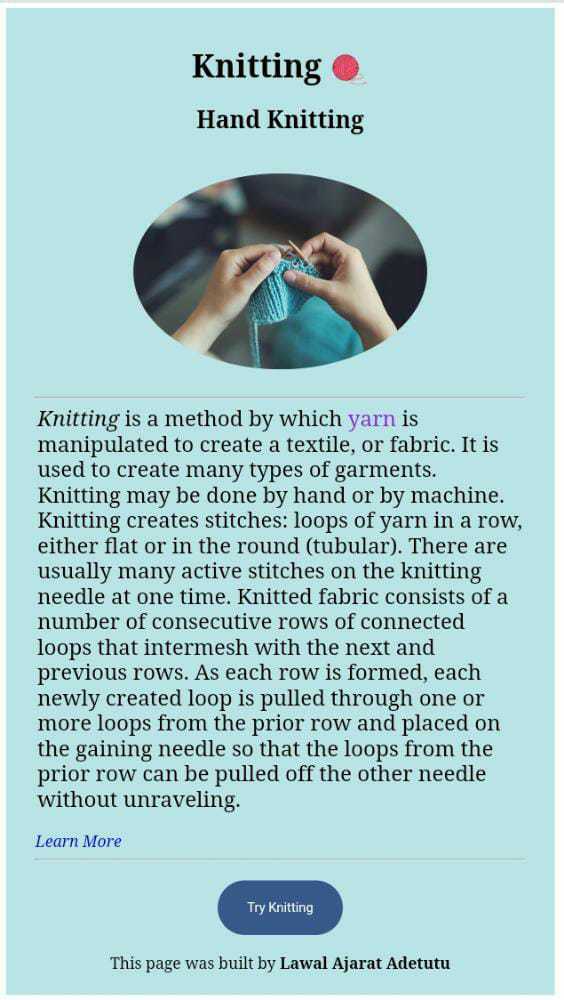 Knitting 🧶
Hand Knitting
Knitting is a method by which yarn is
manipulated to create a textile, or fabric. It is
used to create many types of garments.
Knitting may be done by hand or by machine.
Knitting creates stitches: loops of yarn in a row,
either flat or in the round (tubular). There are
usually many active stitches on the knitting
needle at one time. Knitted fabric consists of a
number of consecutive rows of connected
loops that intermesh with the next and
previous rows. As each row is formed, each
newly created loop is pulled through one or
more loops from the prior row and placed on
the gaining needle so that the loops from the
prior row can be pulled off the other needle
without unraveling.
Learn More
Try Knitting
This page was built by Lawal Ajarat Adetutu